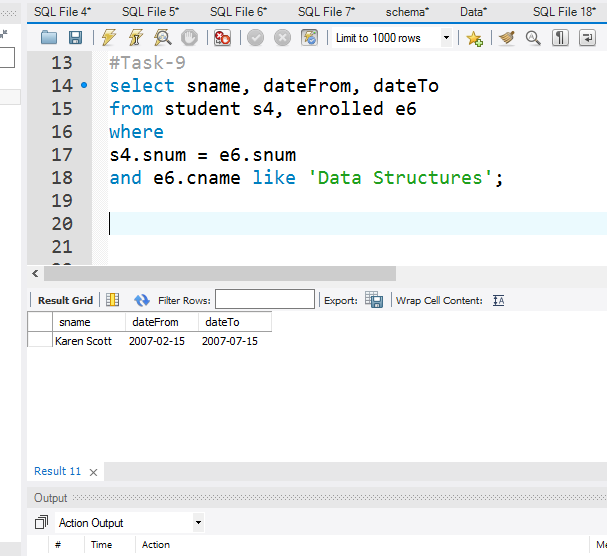 SQL File 4* SQL File 5* SQL File 6* SQL File 7* schema* Data* SQL File 18*
Limit to 1000 rows
13 #Task-9
14 select sname, dateFrom, dateTo
15 from student s4, enrolled e6
16 where
17 s4.snum = e6.snum
18 and e6.cname like 'Data Structures';
19
20
21
Result Grid Filter Rows: Export: Wrap Cell Content:
sname dateFrom dateTo
Karen Scott 2007-02-15 2007-07-15
Result 11
Output
Action Output
# Time Action